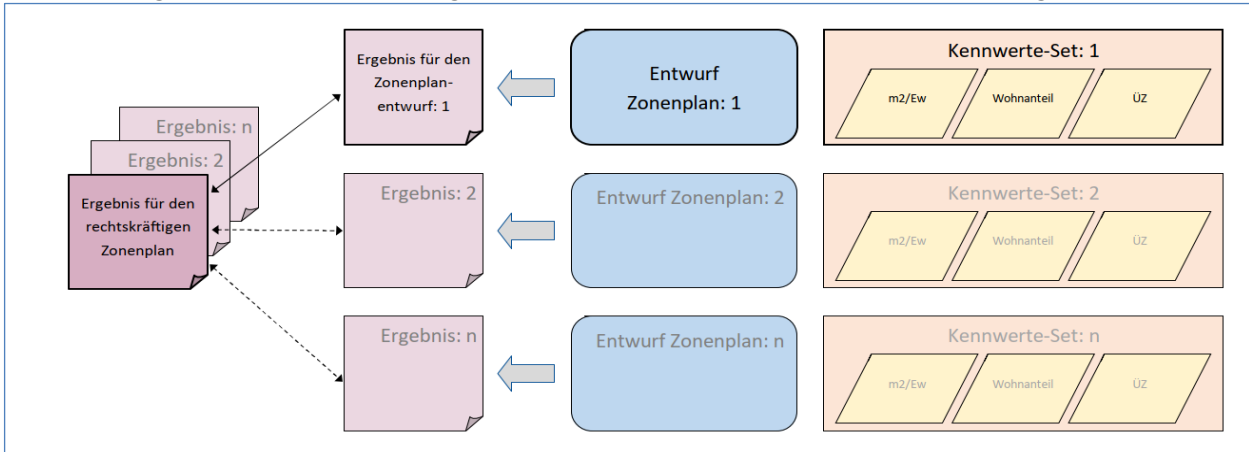 Ergebnis für den
Zonenplan-
entwurf: 1
Entwurf
Zonenplan: 1
Kennwerte-Set: 1
m2/Ew
Wohnanteil
ÜZ
Ergebnis: n
Ergebnis: 2
Ergebnis für den
rechtskräftigen
Zonenplan
Ergebnis: 2
Entwurf Zonenplan: 2
Kennwerte-Set: 2
m2/Ew
Wohnanteil
ÜZ
Ergebnis: n
Entwurf Zonenplan: n
Kennwerte-Set: n
m2/Ew
Wohnanteil
ÜZ